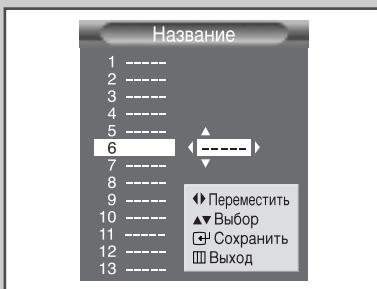 Название
1 -----
2 -----
3 -----
4 -----
5 -----
6 -----
7 -----
8 -----
9 -----
10 -----
11 -----
12 -----
13 -----
Переместить
Выбор
Сохранить
Выход